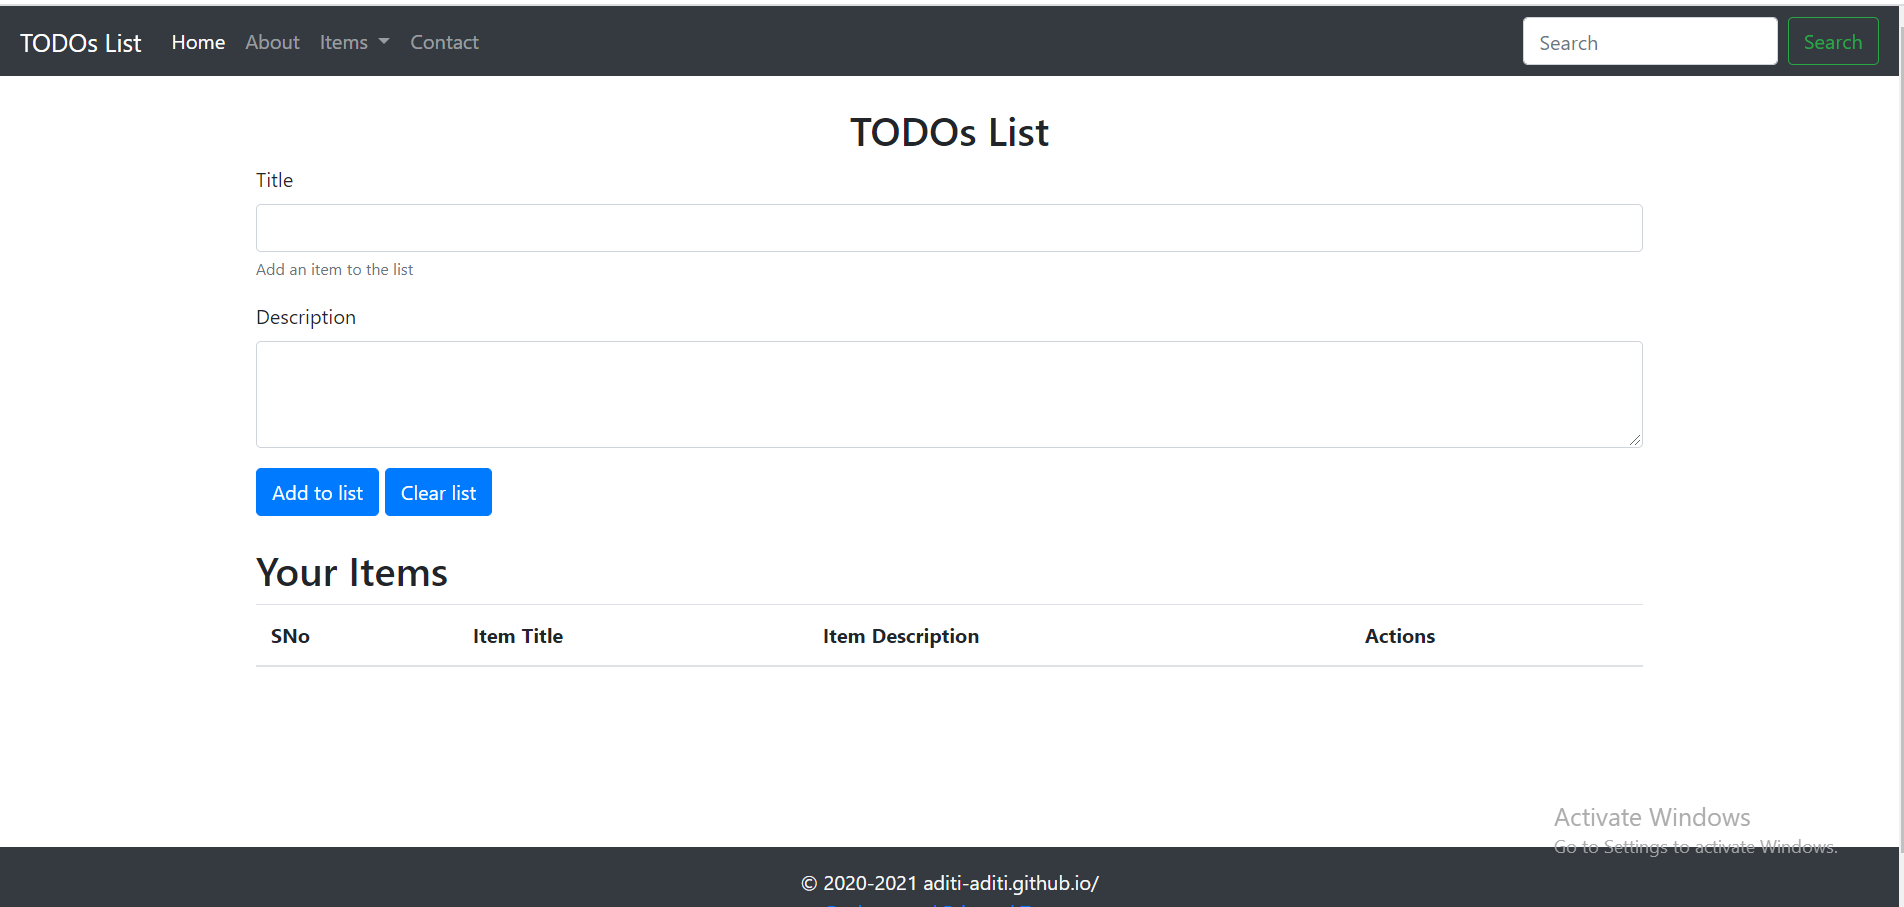 TODOs List Home About Items Contact Search Search
TODOs List
Title
Add an item to the list
Description
Add to list Clear list
Your Items
SNo Item Title Item Description Actions
Activate Windows
Go to Settings to activate Windows.
© 2020-2021 aditi-aditi.github.io/